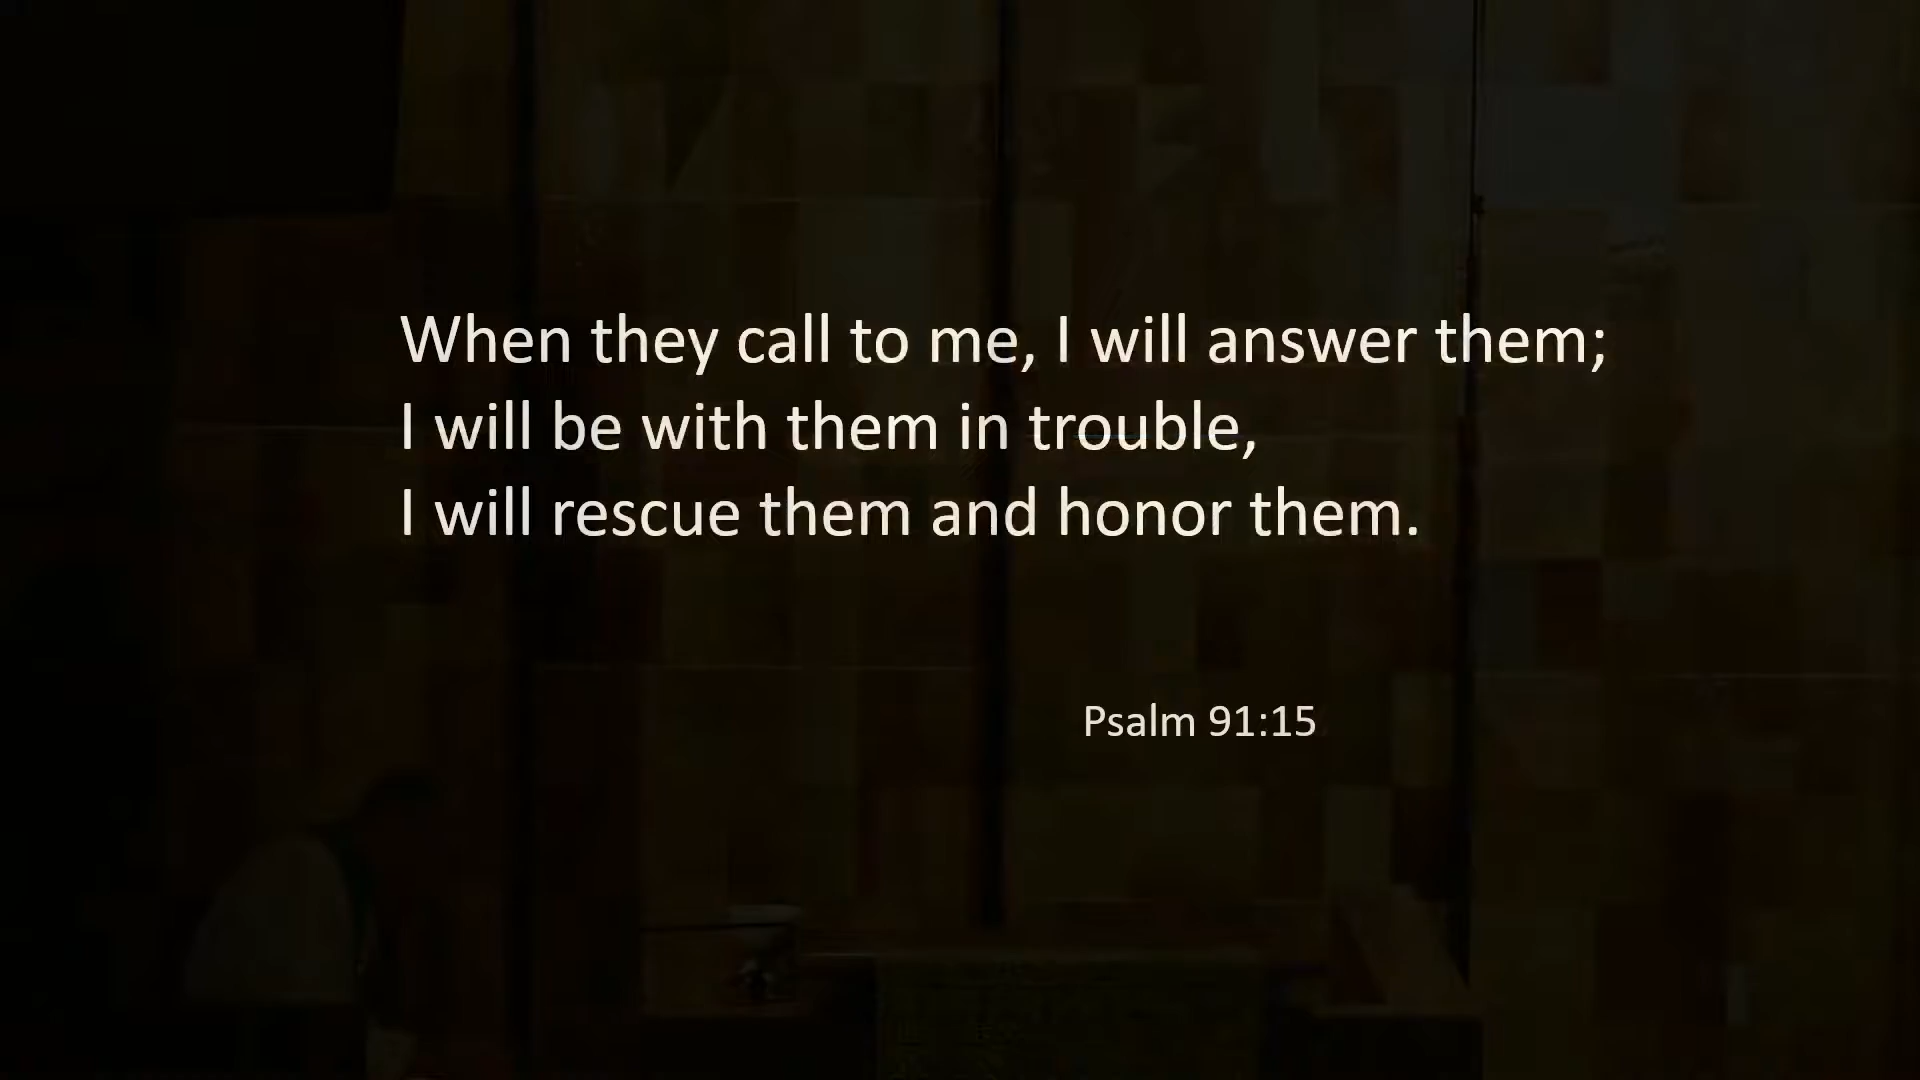 When they call to me, I will answer them;
I will be with them in trouble,
I will rescue them and honor them.
Psalm 91:15